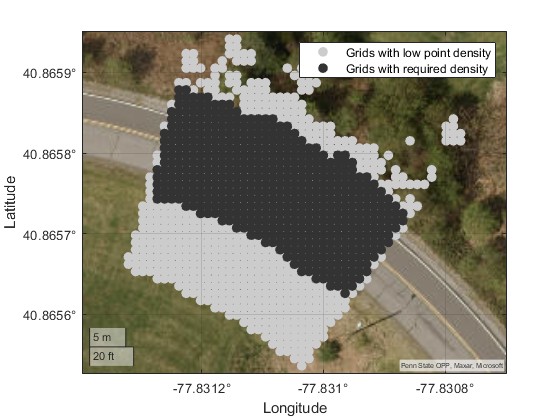 Grids with low point density
Grids with required density
40.8659°
40.8658°
40.8657°
40.8656°
Latitude
5 m
20 ft
Penn State OPP, Maxar, Microsoft
-77.8312°
-77.831°
-77.8308°
Longitude